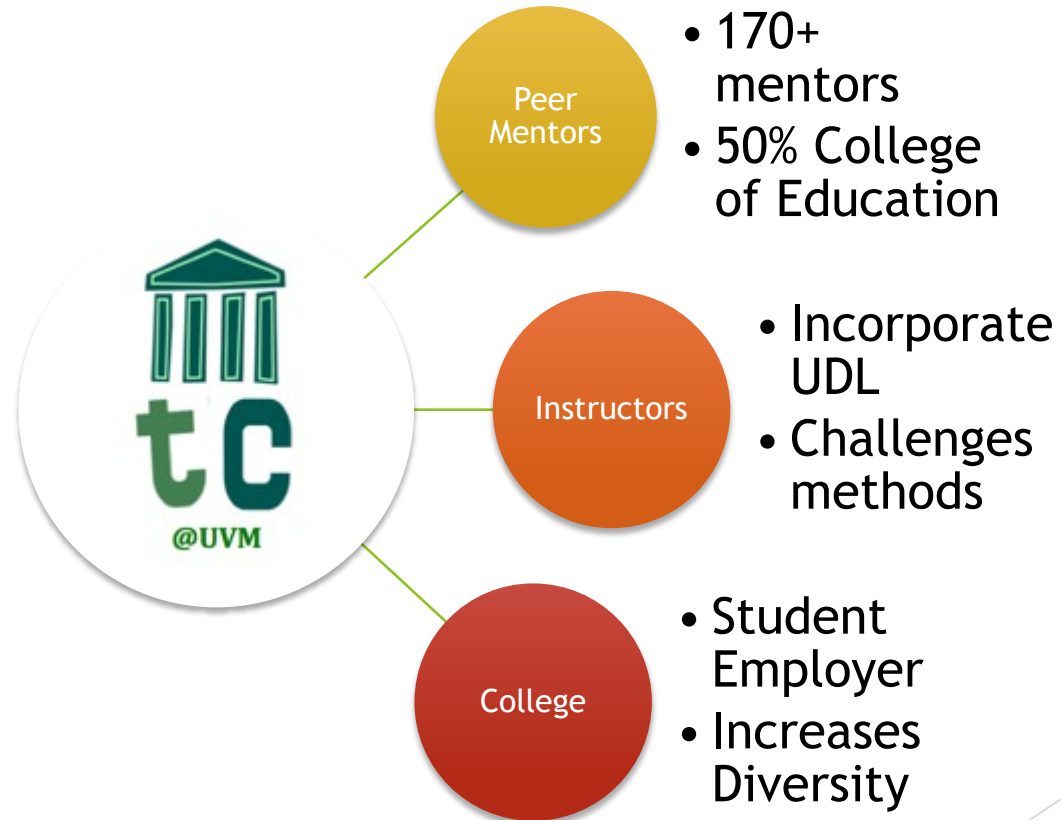 tc
@UVM
Peer
Mentors
• 170+
mentors
• 50% College
of Education
Instructors
• Incorporate
UDL
• Challenges
methods
College
• Student
Employer
• Increases
Diversity